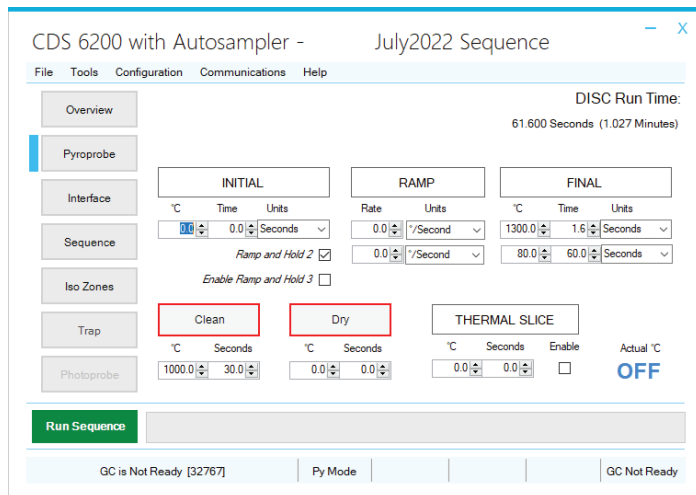 CDS 6200 with Autosampler - July2022 Sequence – X
File Tools Configuration Communications Help
DISC Run Time:
61.600 Seconds (1.027 Minutes)
Overview
Pyroprobe
Interface
Sequence
Iso Zones
Trap
Photoprobe
INITIAL RAMP FINAL
°C Time Units Rate Units °C Time Units
0.0 0.0 Seconds 0.0 °/Second 1300.0 1.6 Seconds
Ramp and Hold 2 0.0 °/Second 80.0 60.0 Seconds
Enable Ramp and Hold 3
Clean Dry THERMAL SLICE
°C Seconds °C Seconds °C Seconds Enable Actual °C
1000.0 30.0 0.0 0.0 0.0 0.0 OFF
Run Sequence
GC is Not Ready [32767] Py Mode GC Not Ready